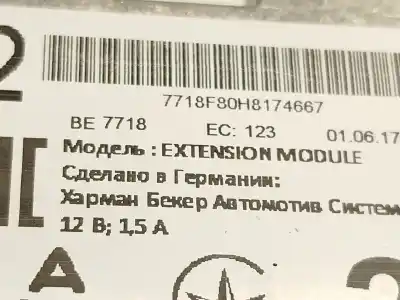 2
7718F80H8174667
BE 7718 EC: 123 01.06.17
Модель : EXTENSION MODULE
Сделано в Германии:
Харман Бекер Автомотив Систем
12 В; 1,5 А
A